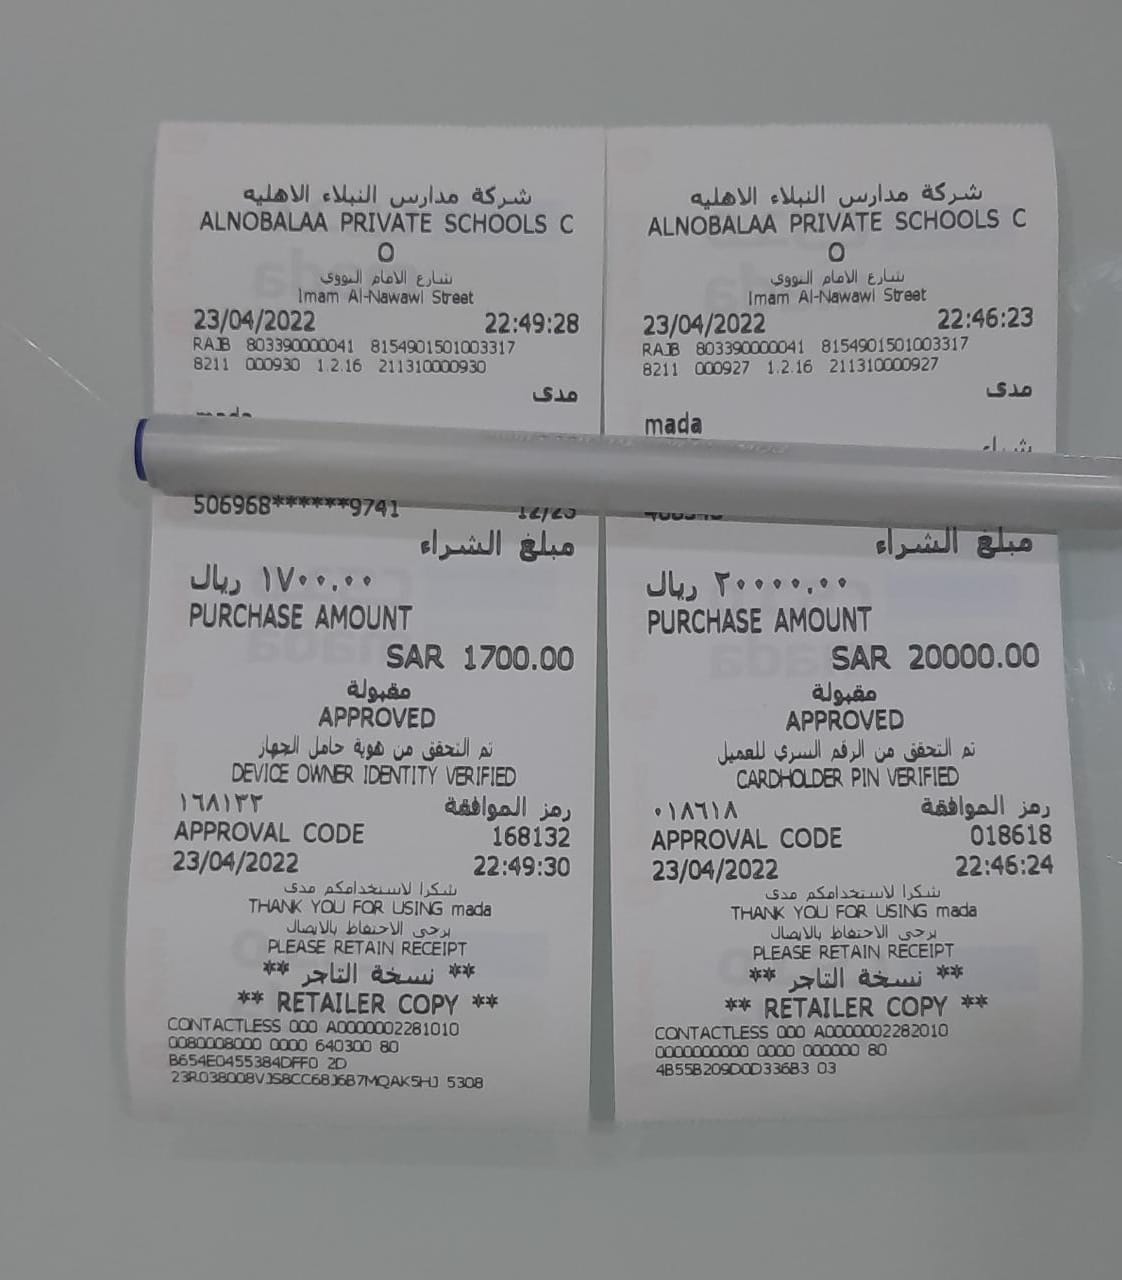 شركة مدارس النبلاء الاهليه
ALNOBALAA PRIVATE SCHOOLS C
O
شارع الامام النووي
Imam Al-Nawawi Street
23/04/2022 22:49:28
RAJB 803390000041 8154901501003317
8211 000930 1.2.16 211310000930
مدى
mada
506968******9741 12/25
مبلغ الشراء
١٧٠٠.٠٠ ريال
PURCHASE AMOUNT
SAR 1700.00
مقبولة
APPROVED
تم التحقق من هوية حامل الجهاز
DEVICE OWNER IDENTITY VERIFIED
رمز الموافقة ١٦٨١٣٢
APPROVAL CODE 168132
23/04/2022 22:49:30
شكرا لاستخدامكم مدى
THANK YOU FOR USING mada
يرجى الاحتفاظ بالايصال
PLEASE RETAIN RECEIPT
** نسخة التاجر **
** RETAILER COPY **
CONTACTLESS 000 A0000002281010
0080008000 0000 640300 80
B654E0455384DFF0 2D
23R038008VJS8CC68J6B7MQAK5HJ 5308
شركة مدارس النبلاء الاهليه
ALNOBALAA PRIVATE SCHOOLS C
O
شارع الامام النووي
Imam Al-Nawawi Street
23/04/2022 22:46:23
RAJB 803390000041 8154901501003317
8211 000927 1.2.16 211310000927
مدى
mada
شراء
مبلغ الشراء
٢٠٠٠٠.٠٠ ريال
PURCHASE AMOUNT
SAR 20000.00
مقبولة
APPROVED
تم التحقق من الرقم السري للعميل
CARDHOLDER PIN VERIFIED
رمز الموافقة ٠١٨٦١٨
APPROVAL CODE 018618
23/04/2022 22:46:24
شكرا لاستخدامكم مدى
THANK YOU FOR USING mada
يرجى الاحتفاظ بالايصال
PLEASE RETAIN RECEIPT
** نسخة التاجر **
** RETAILER COPY **
CONTACTLESS 000 A0000002282010
0000000000 0000 000000 80
4B55B209D0D336B3 03